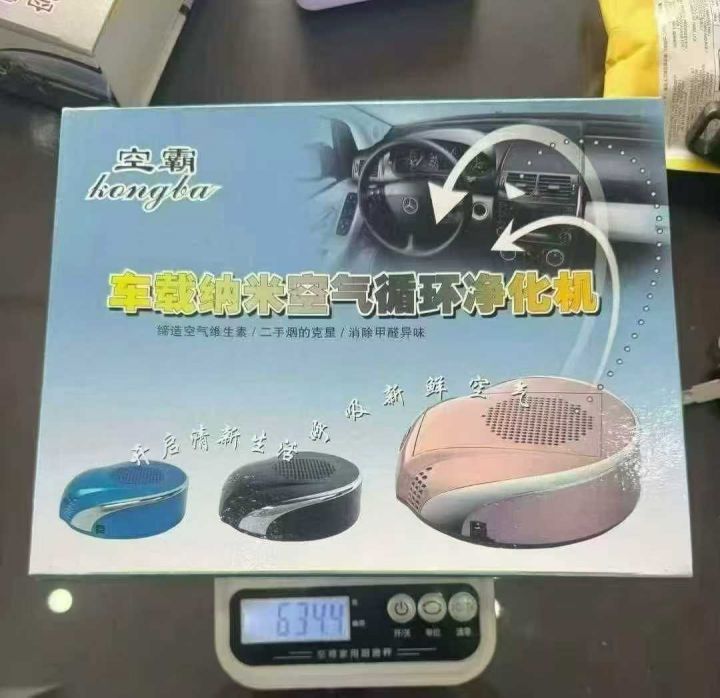 空霸
kongba
车载纳米空气循环净化机
缔造空气维生素 / 二手烟的克星 / 消除甲醛异味
开启清新生活 呼吸新鲜空气
634.4
开/关 单位 清零